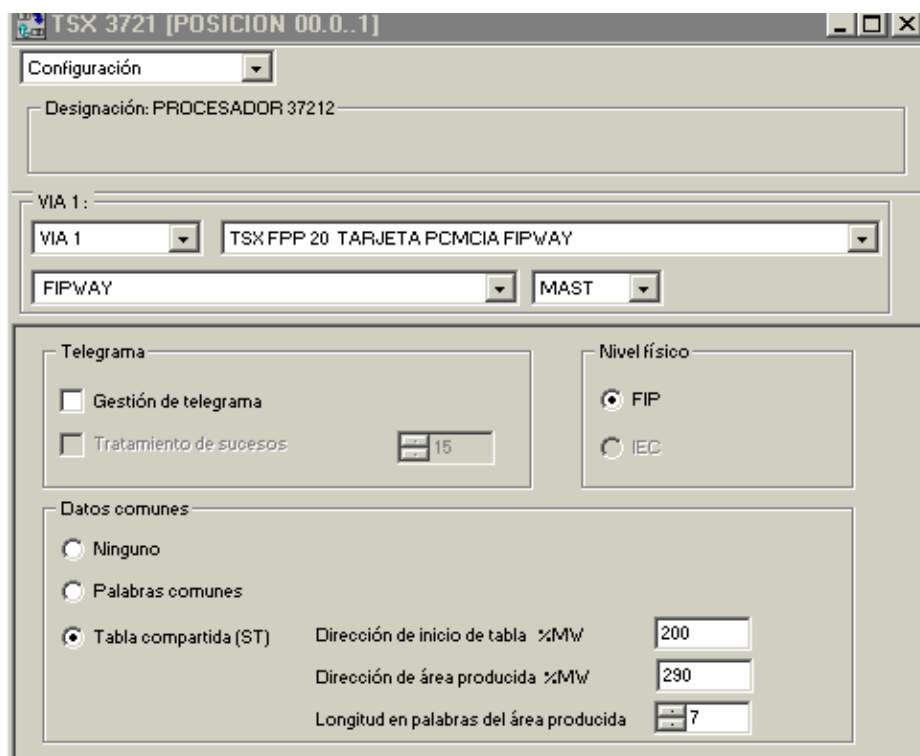 TSX 3721 [POSICION 00.0..1]
Configuración
Designación: PROCESADOR 37212
VIA 1 :
VIA 1 TSX FPP 20 TARJETA PCMCIA FIPWAY
FIPWAY MAST
Telegrama Nivel físico
Gestión de telegrama FIP
Tratamiento de sucesos 15 IEC
Datos comunes
Ninguno
Palabras comunes
Tabla compartida (ST) Dirección de inicio de tabla %MW 200
Dirección de área producida %MW 290
Longitud en palabras del área producida 7